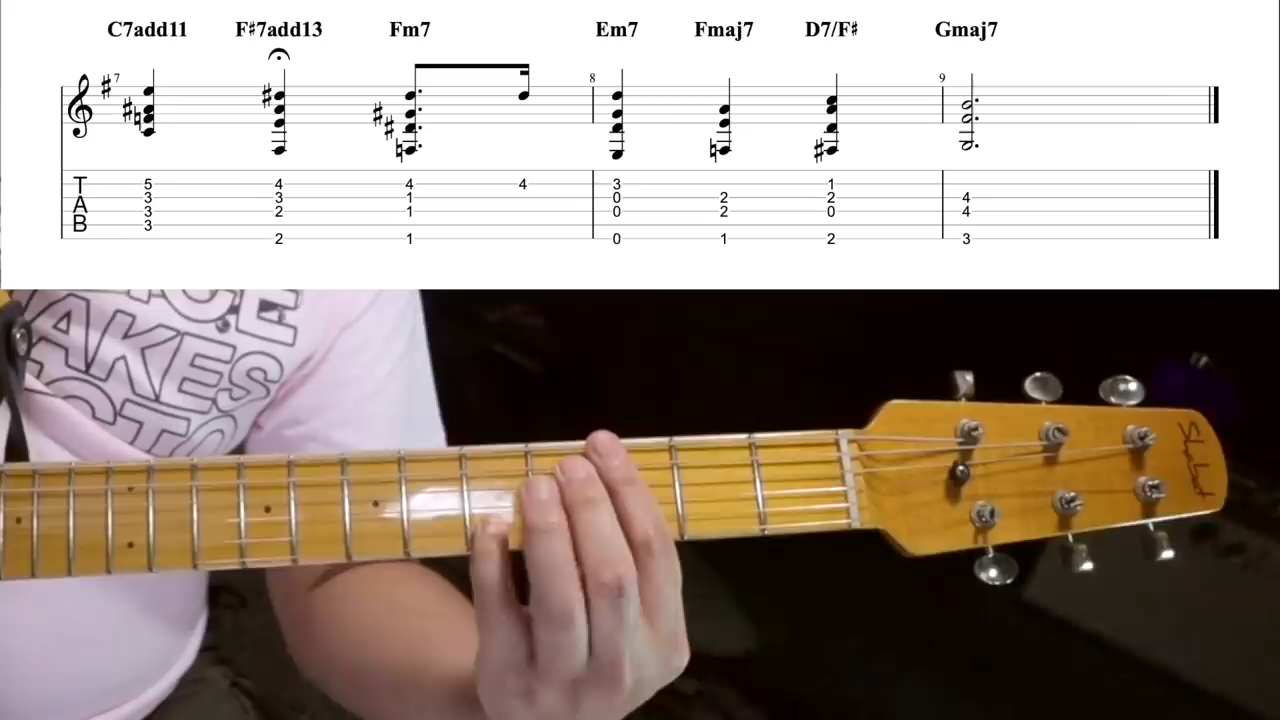 C7add11 F♯7add13 Fm7 Em7 Fmaj7 D7/F♯ Gmaj7
7 8 9
T 5 4 4 4 3 1
A 3 3 1 0 2 2 4
3 2 1 0 2 0 4
B 3
2 1 0 1 2 3
AKES